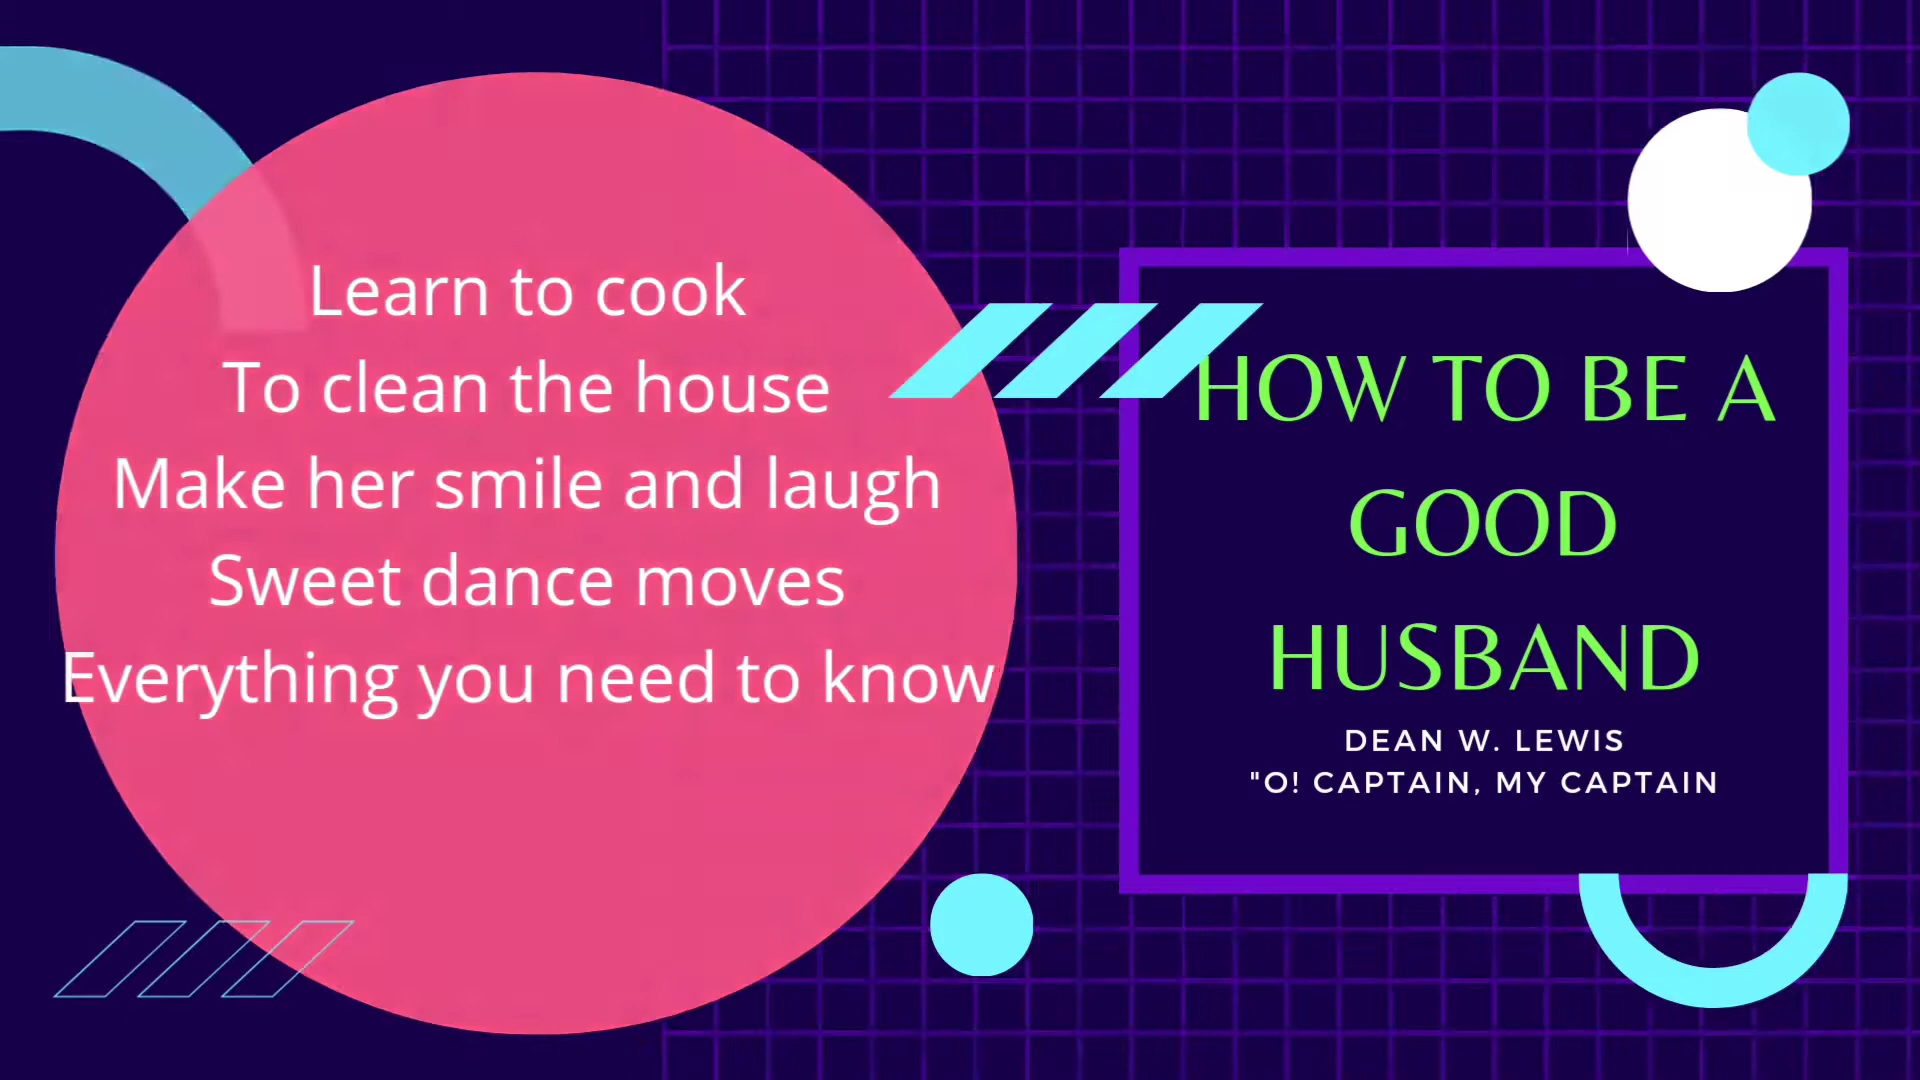 Learn to cook
To clean the house
Make her smile and laugh
Sweet dance moves
Everything you need to know
HOW TO BE A
GOOD
HUSBAND
DEAN W. LEWIS
"O! CAPTAIN, MY CAPTAIN